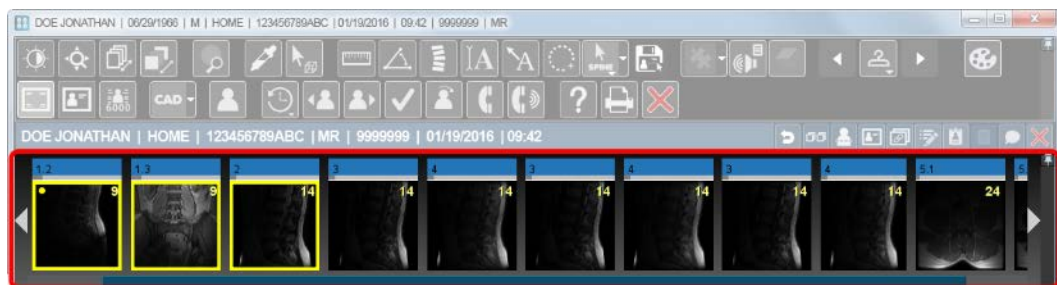 DOE JONATHAN | 06/29/1966 | M | HOME | 123456789ABC |01/19/2016 | 09:42 | 9999999 | MR
IA A SPINE
6000 CAD ?
DOE JONATHAN | HOME | 123456789ABC |MR | 9999999 | 01/19/2016 |09:42
1.2 1.3 2 3 4 3 4 3 4 5.1 5.
9 9 14 14 14 14 14 14 14 24